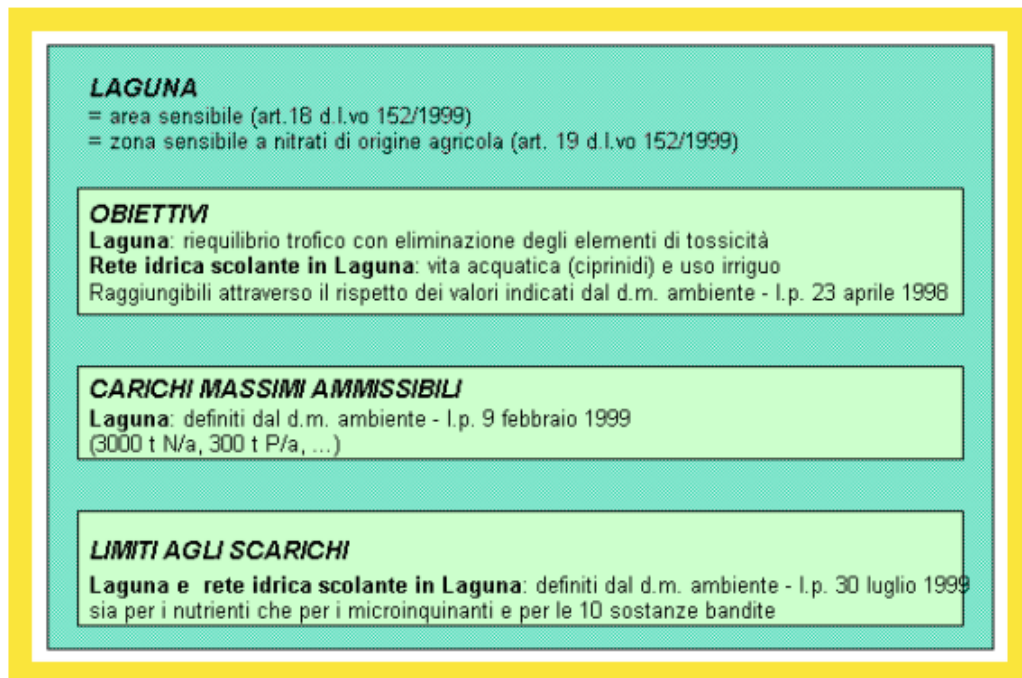 LAGUNA
= area sensibile (art.18 d.l.vo 152/1999)
= zona sensibile a nitrati di origine agricola (art. 19 d.l.vo 152/1999)
OBIETTIVI
Laguna: riequilibrio trofico con eliminazione degli elementi di tossicità
Rete idrica scolante in Laguna: vita acquatica (ciprinidi) e uso irriguo
Raggiungibili attraverso il rispetto dei valori indicati dal d.m. ambiente - l.p. 23 aprile 1998
CARICHI MASSIMI AMMISSIBILI
Laguna: definiti dal d.m. ambiente - l.p. 9 febbraio 1999
(3000 t N/a, 300 t P/a, ...)
LIMITI AGLI SCARICHI
Laguna e rete idrica scolante in Laguna: definiti dal d.m. ambiente - l.p. 30 luglio 1999
sia per i nutrienti che per i microinquinanti e per le 10 sostanze bandite